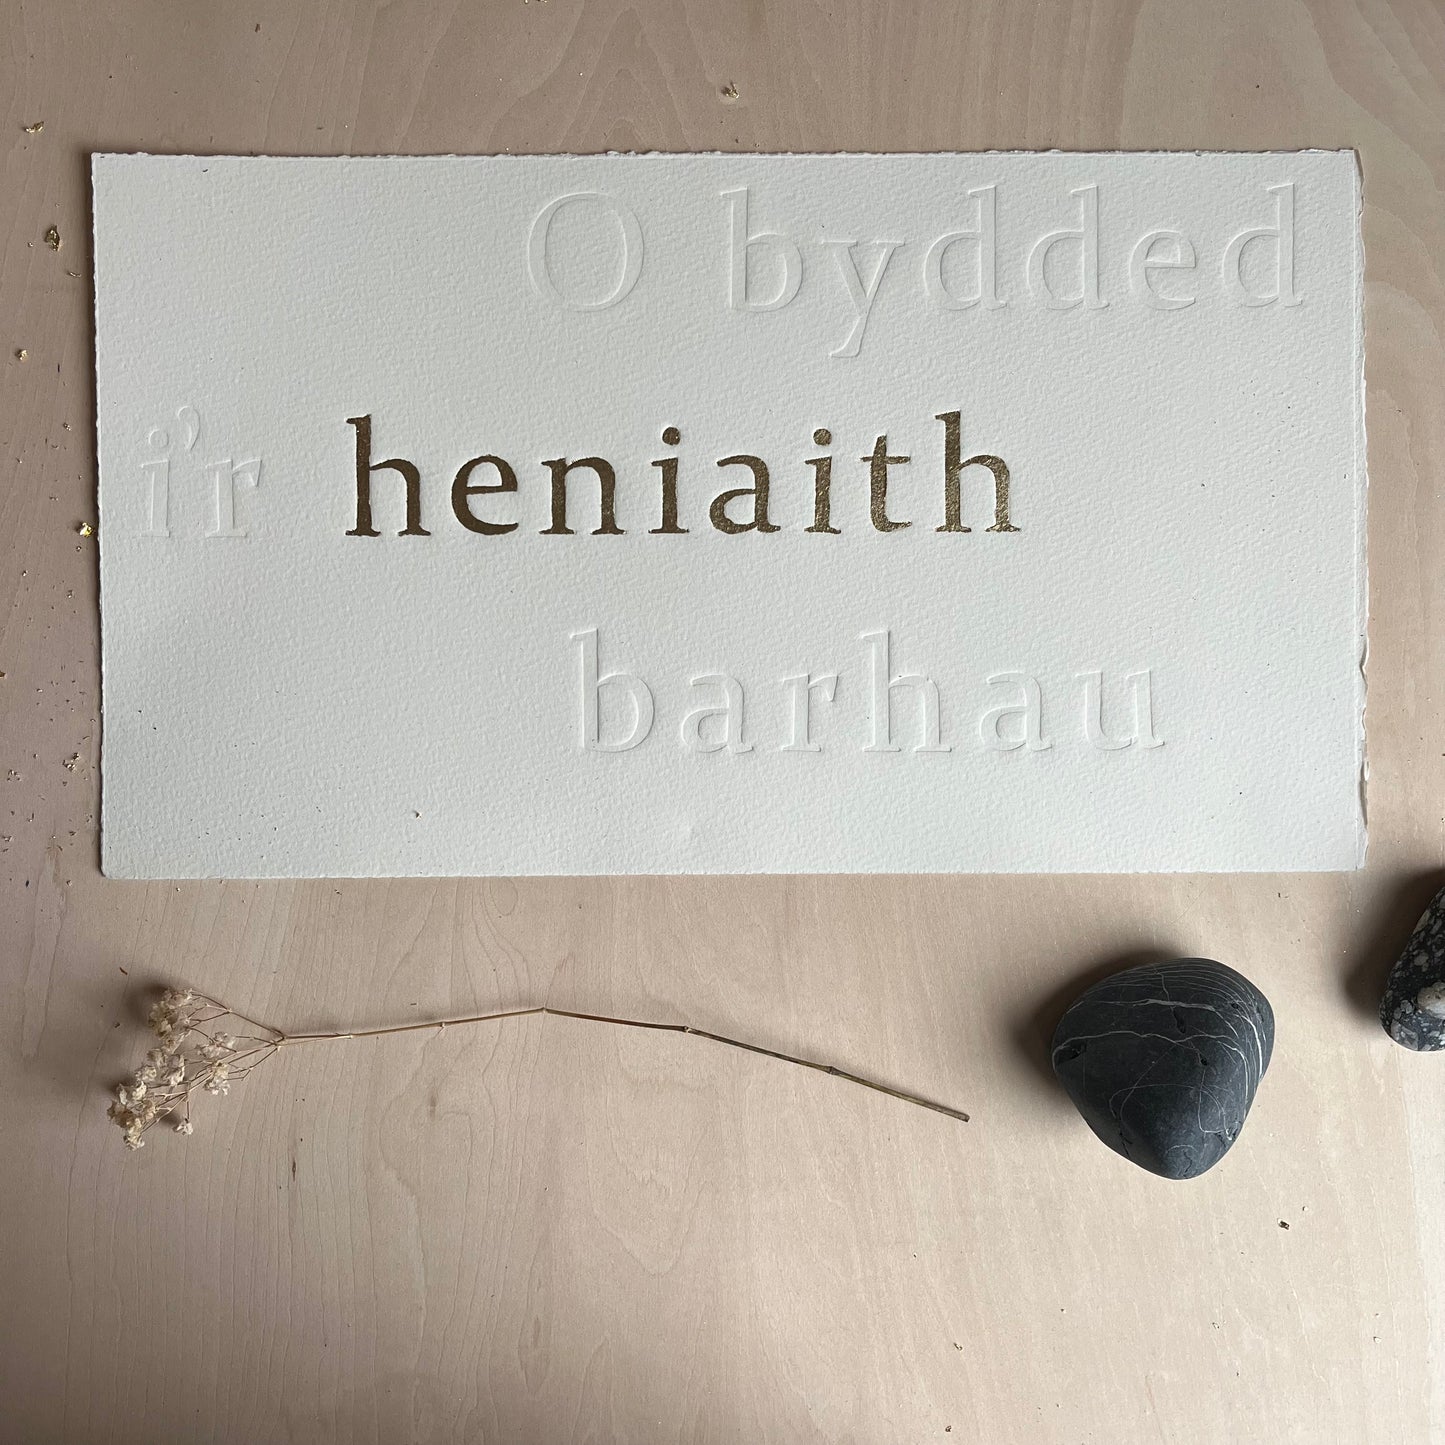 O bydded
i'r heniaith
barhau